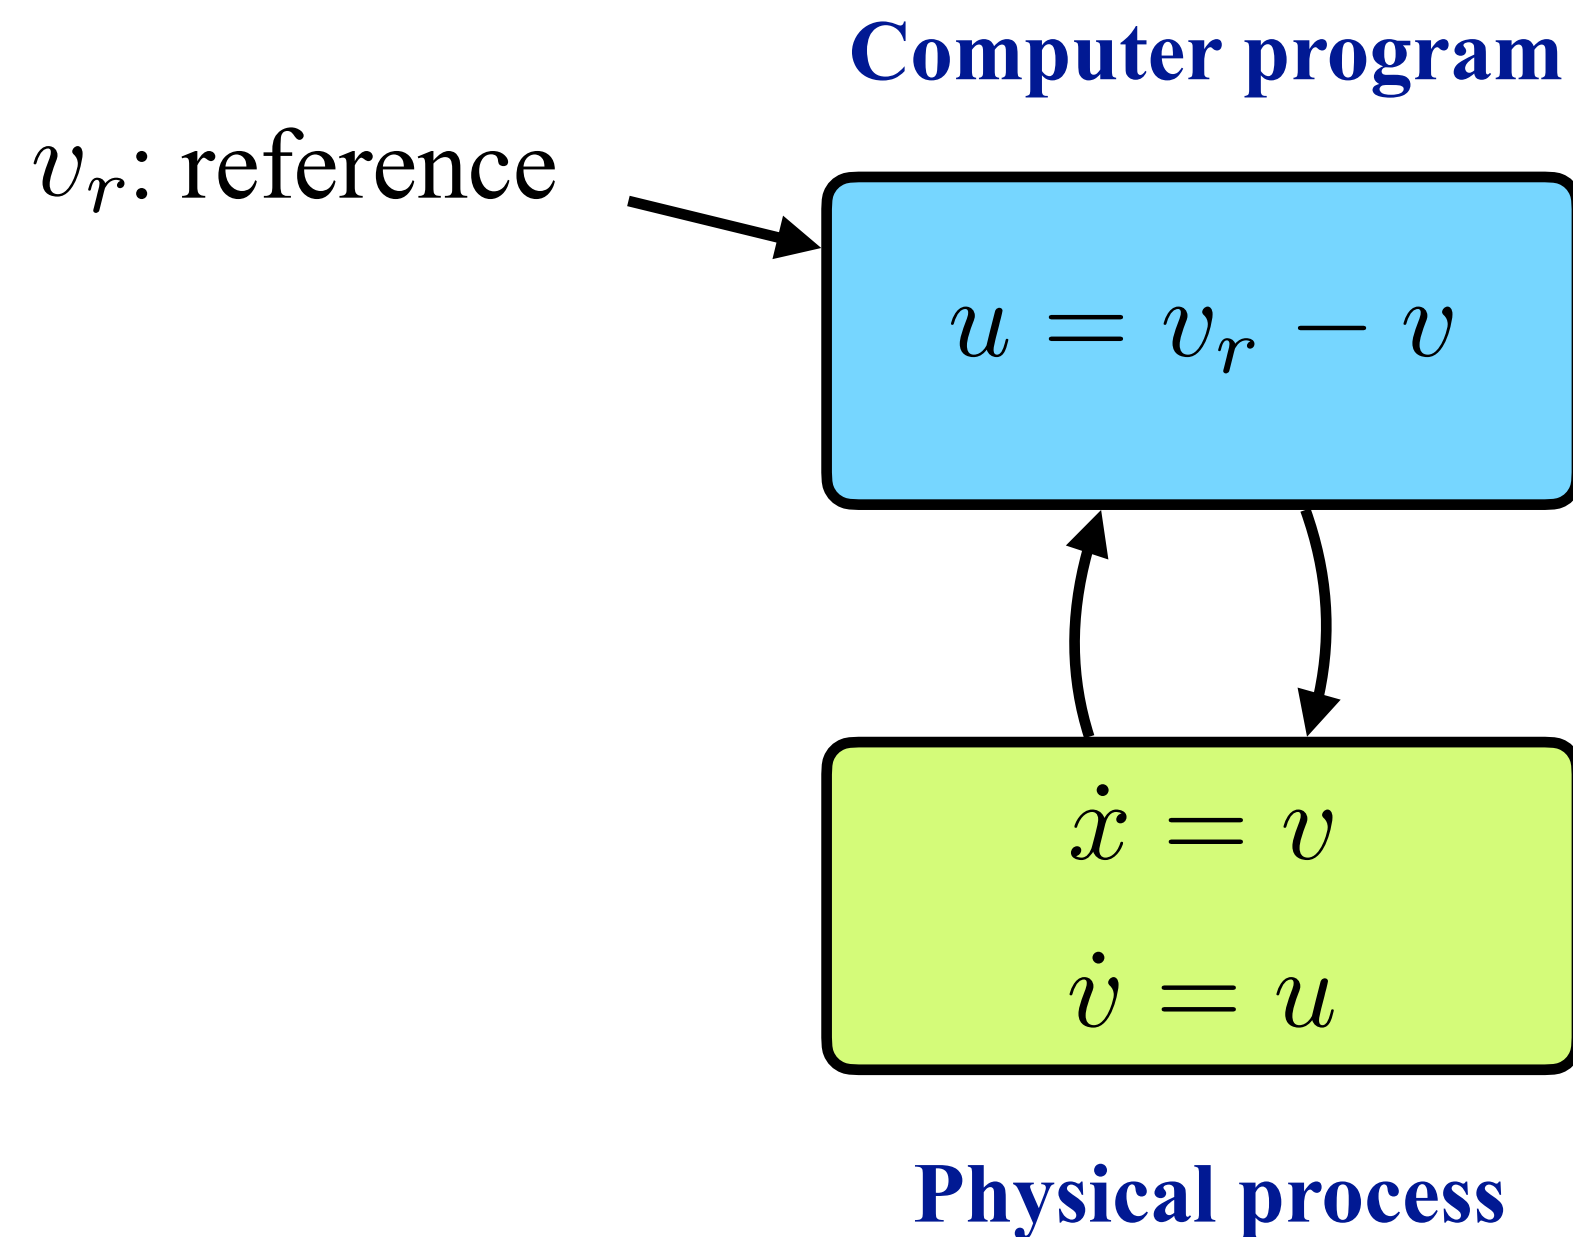 Computer program
v_r: reference
u = v_r − v
ẋ = v
v̇ = u
Physical process